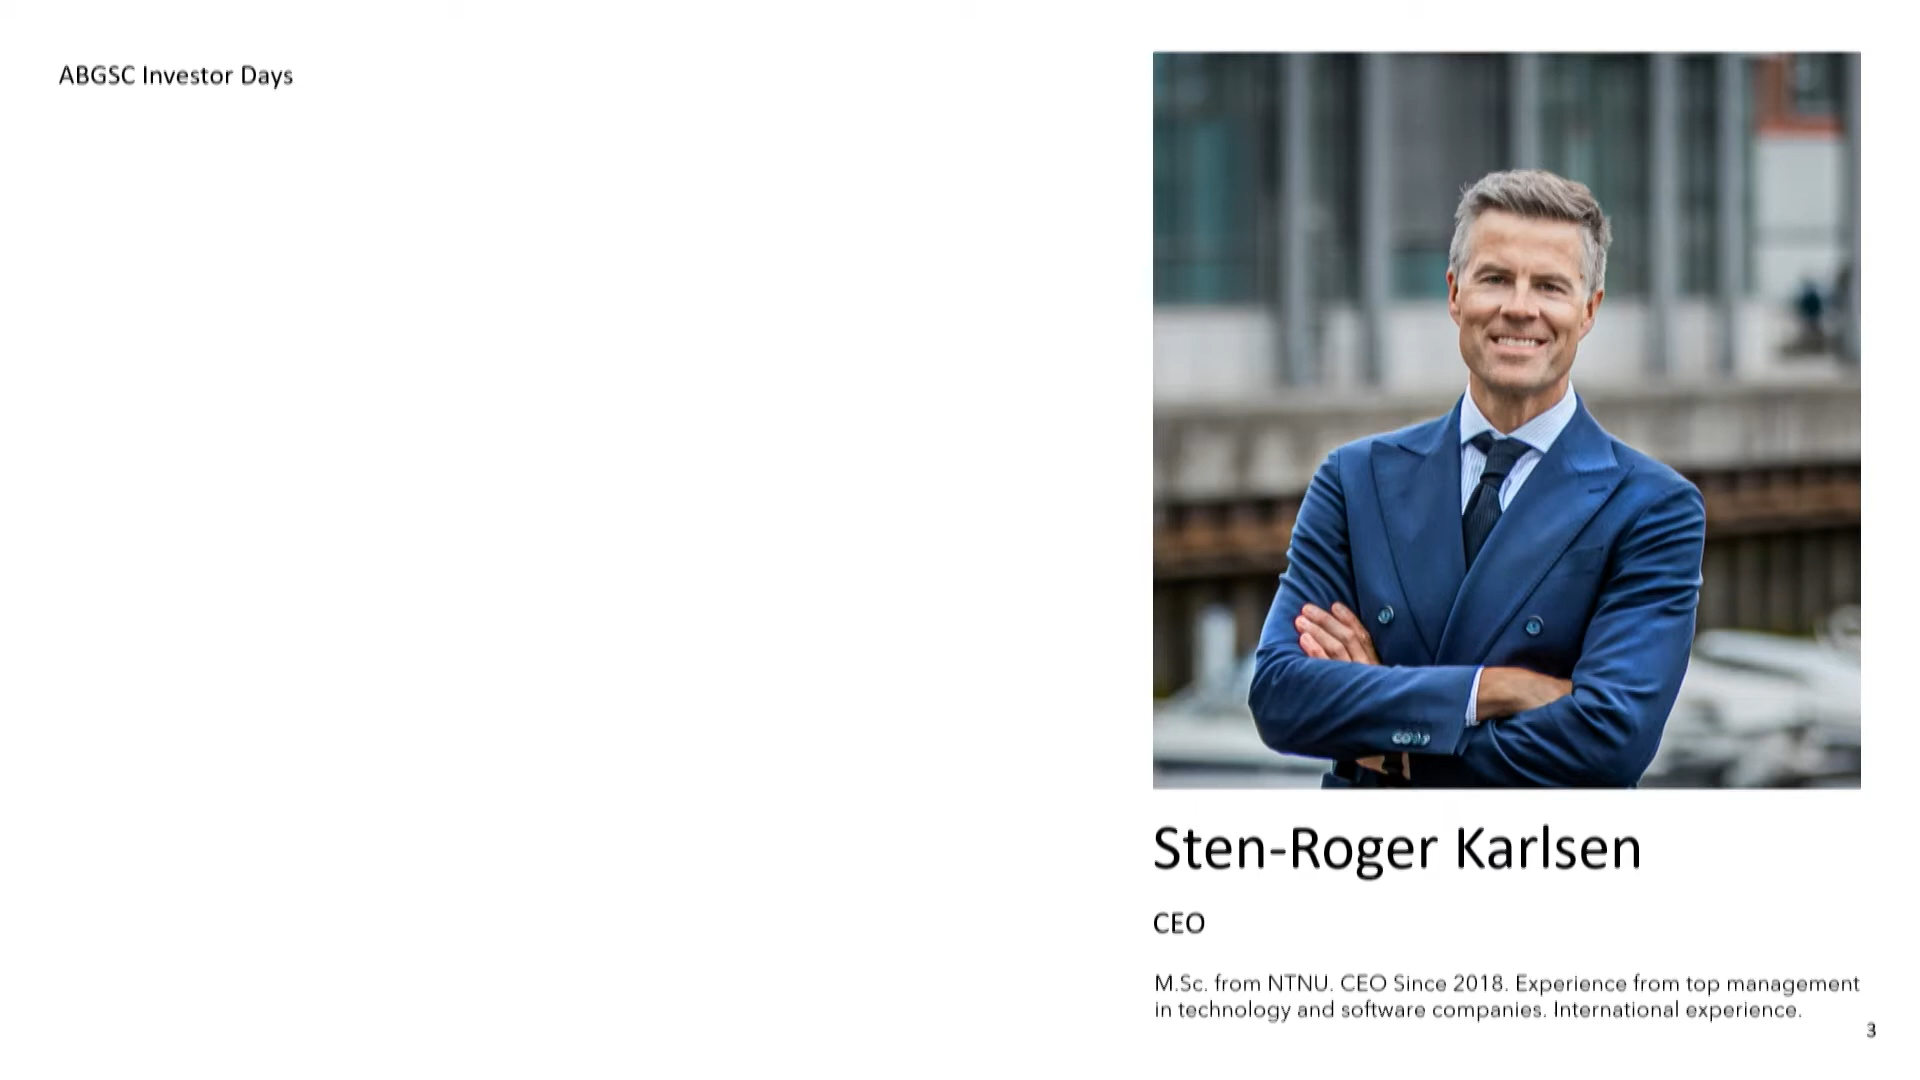 ABGSC Investor Days
Sten-Roger Karlsen
CEO
M.Sc. from NTNU. CEO Since 2018. Experience from top management
in technology and software companies. International experience.
3